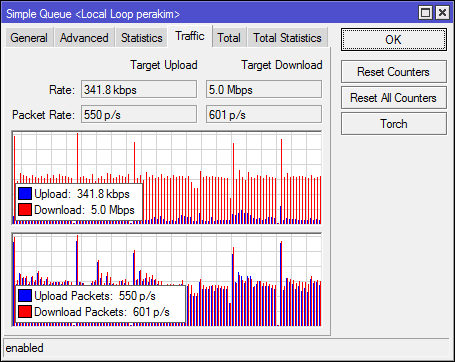 Simple Queue <Local Loop perakim>
General Advanced Statistics Traffic Total Total Statistics
Target Upload Target Download
Rate: 341.8 kbps 5.0 Mbps
Packet Rate: 550 p/s 601 p/s
Upload: 341.8 kbps
Download: 5.0 Mbps
Upload Packets: 550 p/s
Download Packets: 601 p/s
OK
Reset Counters
Reset All Counters
Torch
enabled